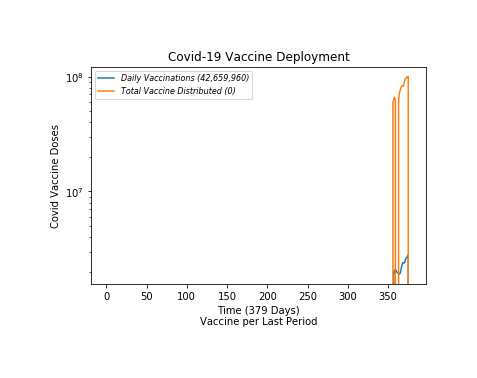 Covid-19 Vaccine Deployment
Daily Vaccinations (42,659,960)
Total Vaccine Distributed (0)
10⁸
10⁷
Covid Vaccine Doses
0 50 100 150 200 250 300 350
Time (379 Days)
Vaccine per Last Period